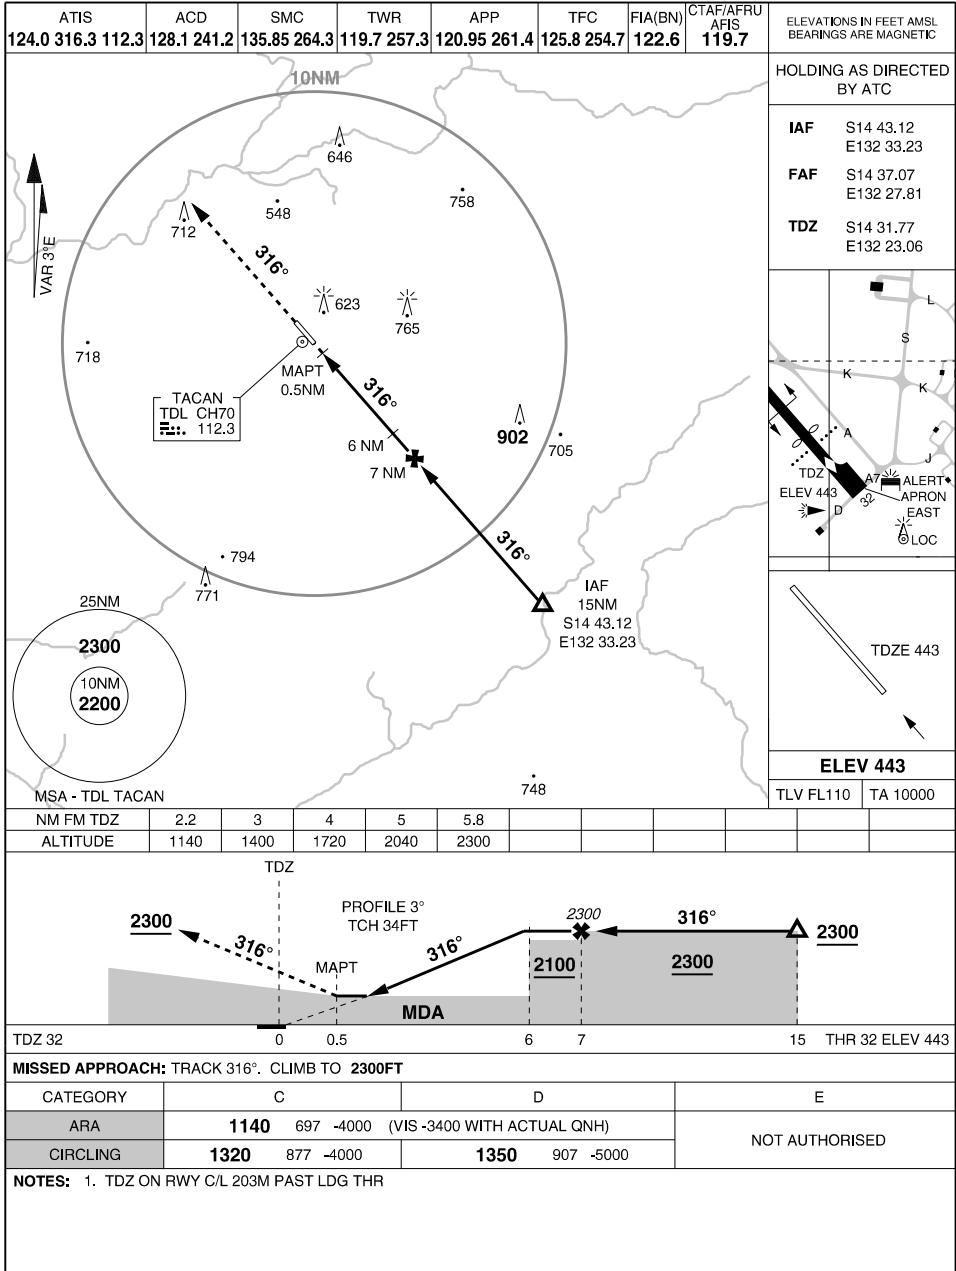 ATIS
124.0 316.3 112.3
ACD
128.1 241.2
SMC
135.85 264.3
TWR
119.7 257.3
APP
120.95 261.4
TFC
125.8 254.7
FIA(BN)
122.6
CTAF/AFRU
AFIS
119.7
ELEVATIONS IN FEET AMSL
BEARINGS ARE MAGNETIC
HOLDING AS DIRECTED
BY ATC
IAF S14 43.12
E132 33.23
FAF S14 37.07
E132 27.81
TDZ S14 31.77
E132 23.06
10NM
646
548
758
712
316°
VAR 3°E
623
765
718
MAPT
0.5NM
316°
TACAN
TDL CH70
112.3
902
705
6 NM
7 NM
316°
794
771
IAF
15NM
S14 43.12
E132 33.23
25NM
2300
10NM
2200
MSA - TDL TACAN
748
L
S
K
K
A
J
TDZ
ELEV 443
A7
32
D
ALERT
APRON
EAST
LOC
TDZE 443
ELEV 443
TLV FL110 TA 10000
NM FM TDZ 2.2 3 4 5 5.8
ALTITUDE 1140 1400 1720 2040 2300
TDZ
PROFILE 3°
TCH 34FT
2300
316°
MAPT
316°
2300
316°
2300
2100
2300
MDA
TDZ 32 0 0.5 6 7 15 THR 32 ELEV 443
MISSED APPROACH: TRACK 316°. CLIMB TO 2300FT
CATEGORY C D E
ARA 1140 697 -4000 (VIS -3400 WITH ACTUAL QNH)
NOT AUTHORISED
CIRCLING 1320 877 -4000 1350 907 -5000
NOTES: 1. TDZ ON RWY C/L 203M PAST LDG THR